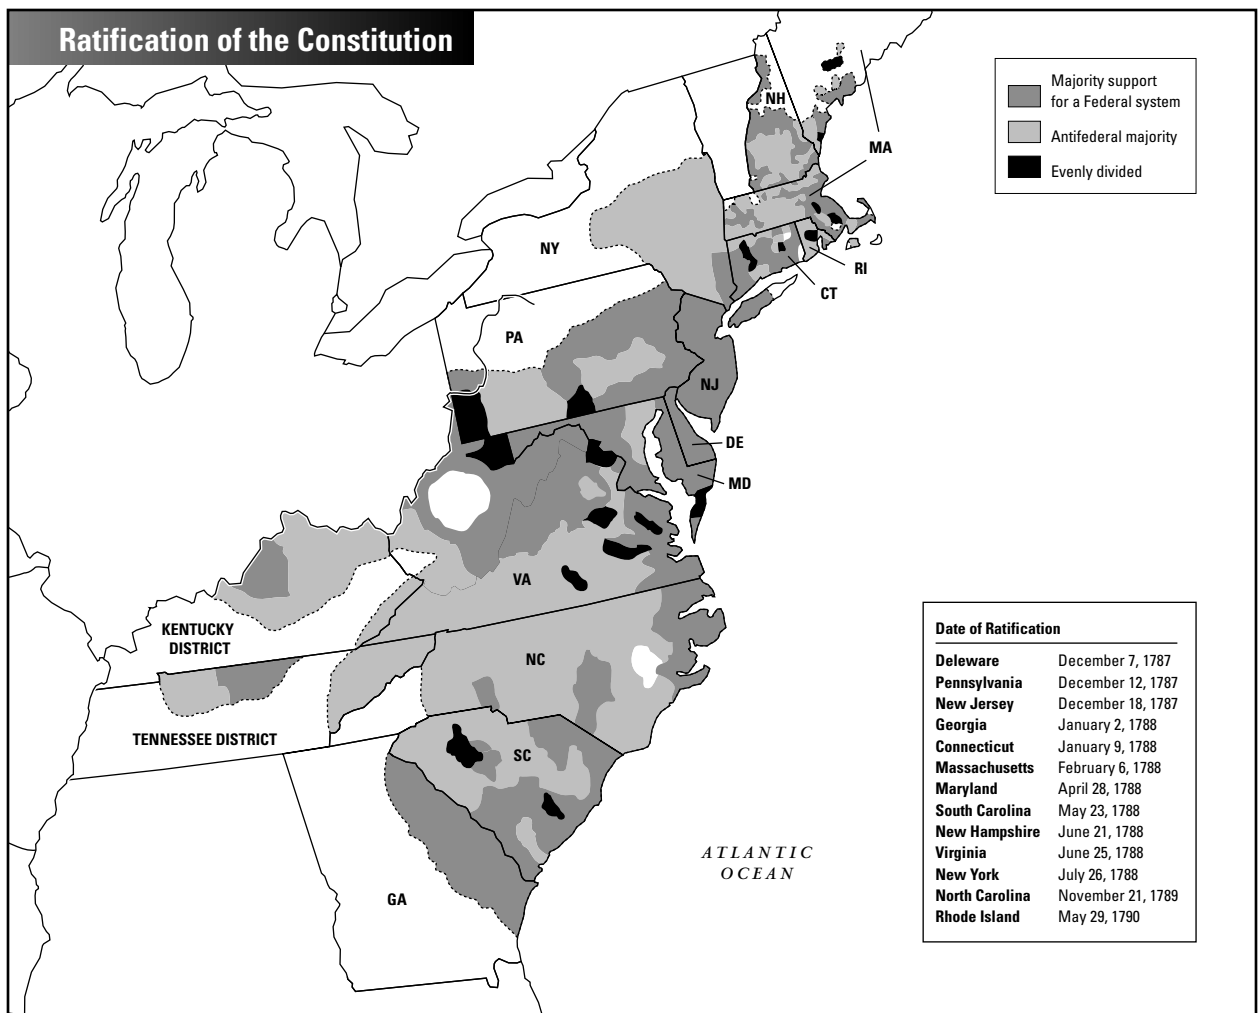 Ratification of the Constitution
Majority support
for a Federal system
Antifederal majority
Evenly divided
NH
MA
NY
RI
CT
PA
NJ
DE
MD
VA
KENTUCKY
DISTRICT
NC
TENNESSEE DISTRICT
SC
GA
ATLANTIC
OCEAN
Date of Ratification
Deleware December 7, 1787
Pennsylvania December 12, 1787
New Jersey December 18, 1787
Georgia January 2, 1788
Connecticut January 9, 1788
Massachusetts February 6, 1788
Maryland April 28, 1788
South Carolina May 23, 1788
New Hampshire June 21, 1788
Virginia June 25, 1788
New York July 26, 1788
North Carolina November 21, 1789
Rhode Island May 29, 1790